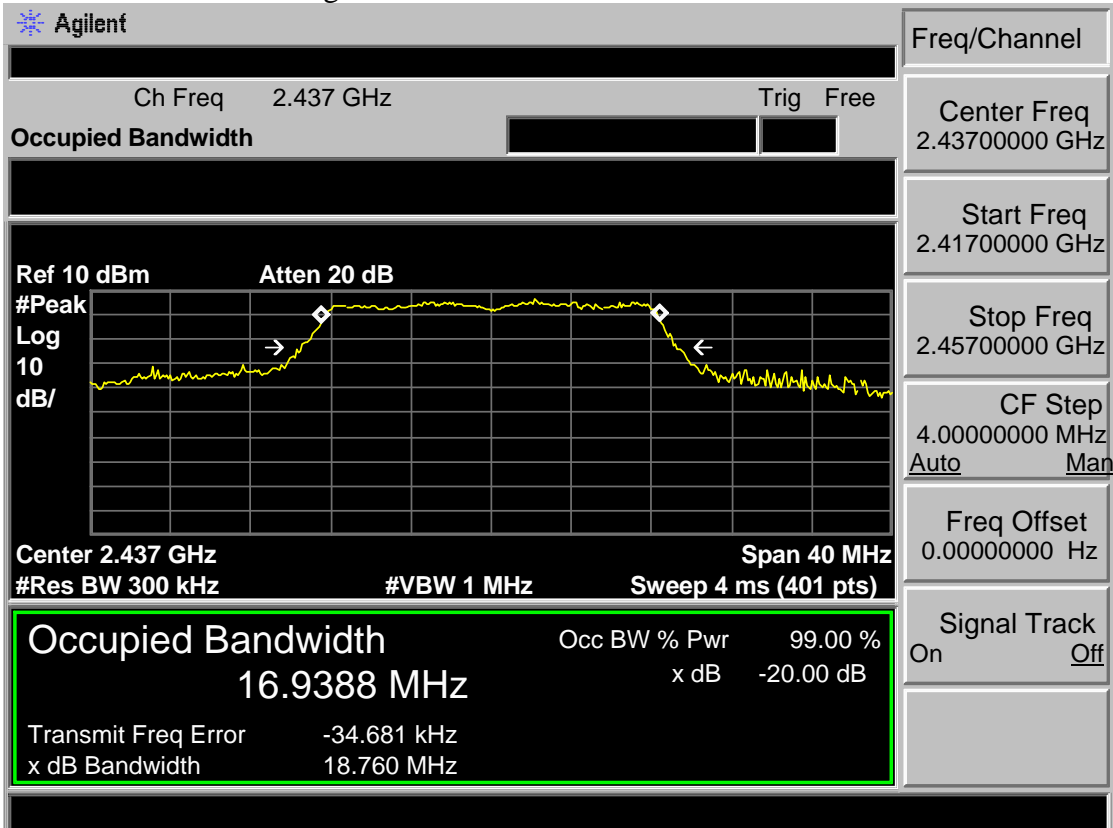 Agilent
Freq/Channel
Ch Freq 2.437 GHz Trig Free
Occupied Bandwidth
Center Freq
2.43700000 GHz
Start Freq
2.41700000 GHz
Ref 10 dBm Atten 20 dB
#Peak
Log
10
dB/
Stop Freq
2.45700000 GHz
CF Step
4.00000000 MHz
Auto Man
Freq Offset
0.00000000 Hz
Center 2.437 GHz Span 40 MHz
#Res BW 300 kHz #VBW 1 MHz Sweep 4 ms (401 pts)
Signal Track
On Off
Occupied Bandwidth Occ BW % Pwr 99.00 %
16.9388 MHz x dB -20.00 dB
Transmit Freq Error -34.681 kHz
x dB Bandwidth 18.760 MHz